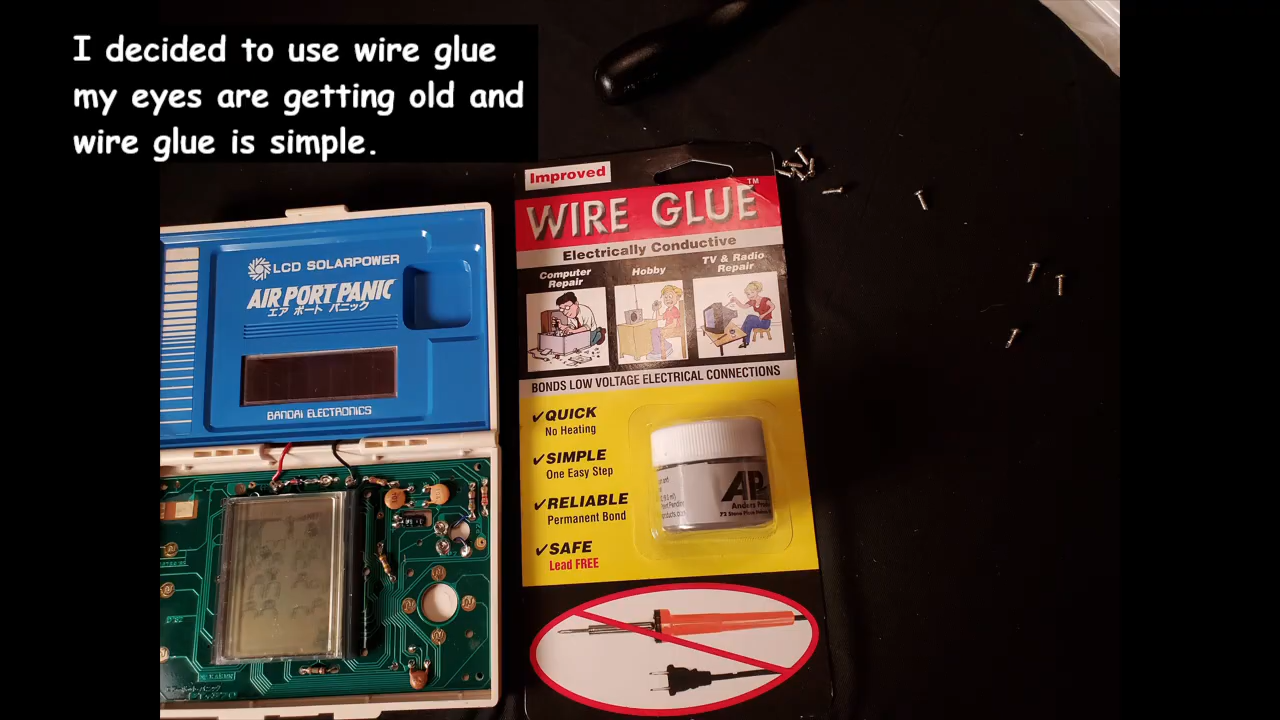 I decided to use wire glue
my eyes are getting old and
wire glue is simple.
Improved
WIRE GLUE™
Electrically Conductive
Computer
Repair
Hobby
TV & Radio
Repair
BONDS LOW VOLTAGE ELECTRICAL CONNECTIONS
✓QUICK
No Heating
✓SIMPLE
One Easy Step
✓RELIABLE
Permanent Bond
✓SAFE
Lead FREE
LCD SOLARPOWER
AIR PORT PANIC
エア ポート パニック
BANDAI ELECTRONICS
AP
Anders